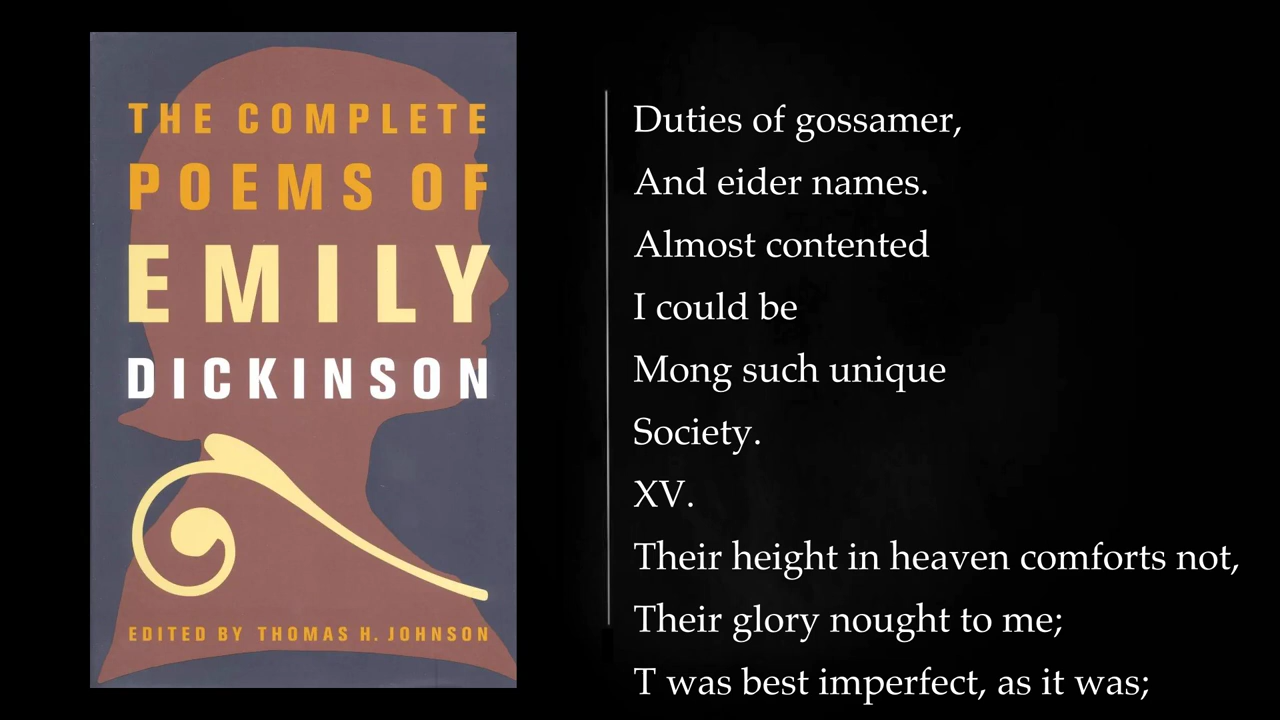 THE COMPLETE
POEMS OF
EMILY
DICKINSON
EDITED BY THOMAS H. JOHNSON
Duties of gossamer,
And eider names.
Almost contented
I could be
Mong such unique
Society.
XV.
Their height in heaven comforts not,
Their glory nought to me;
T was best imperfect, as it was;